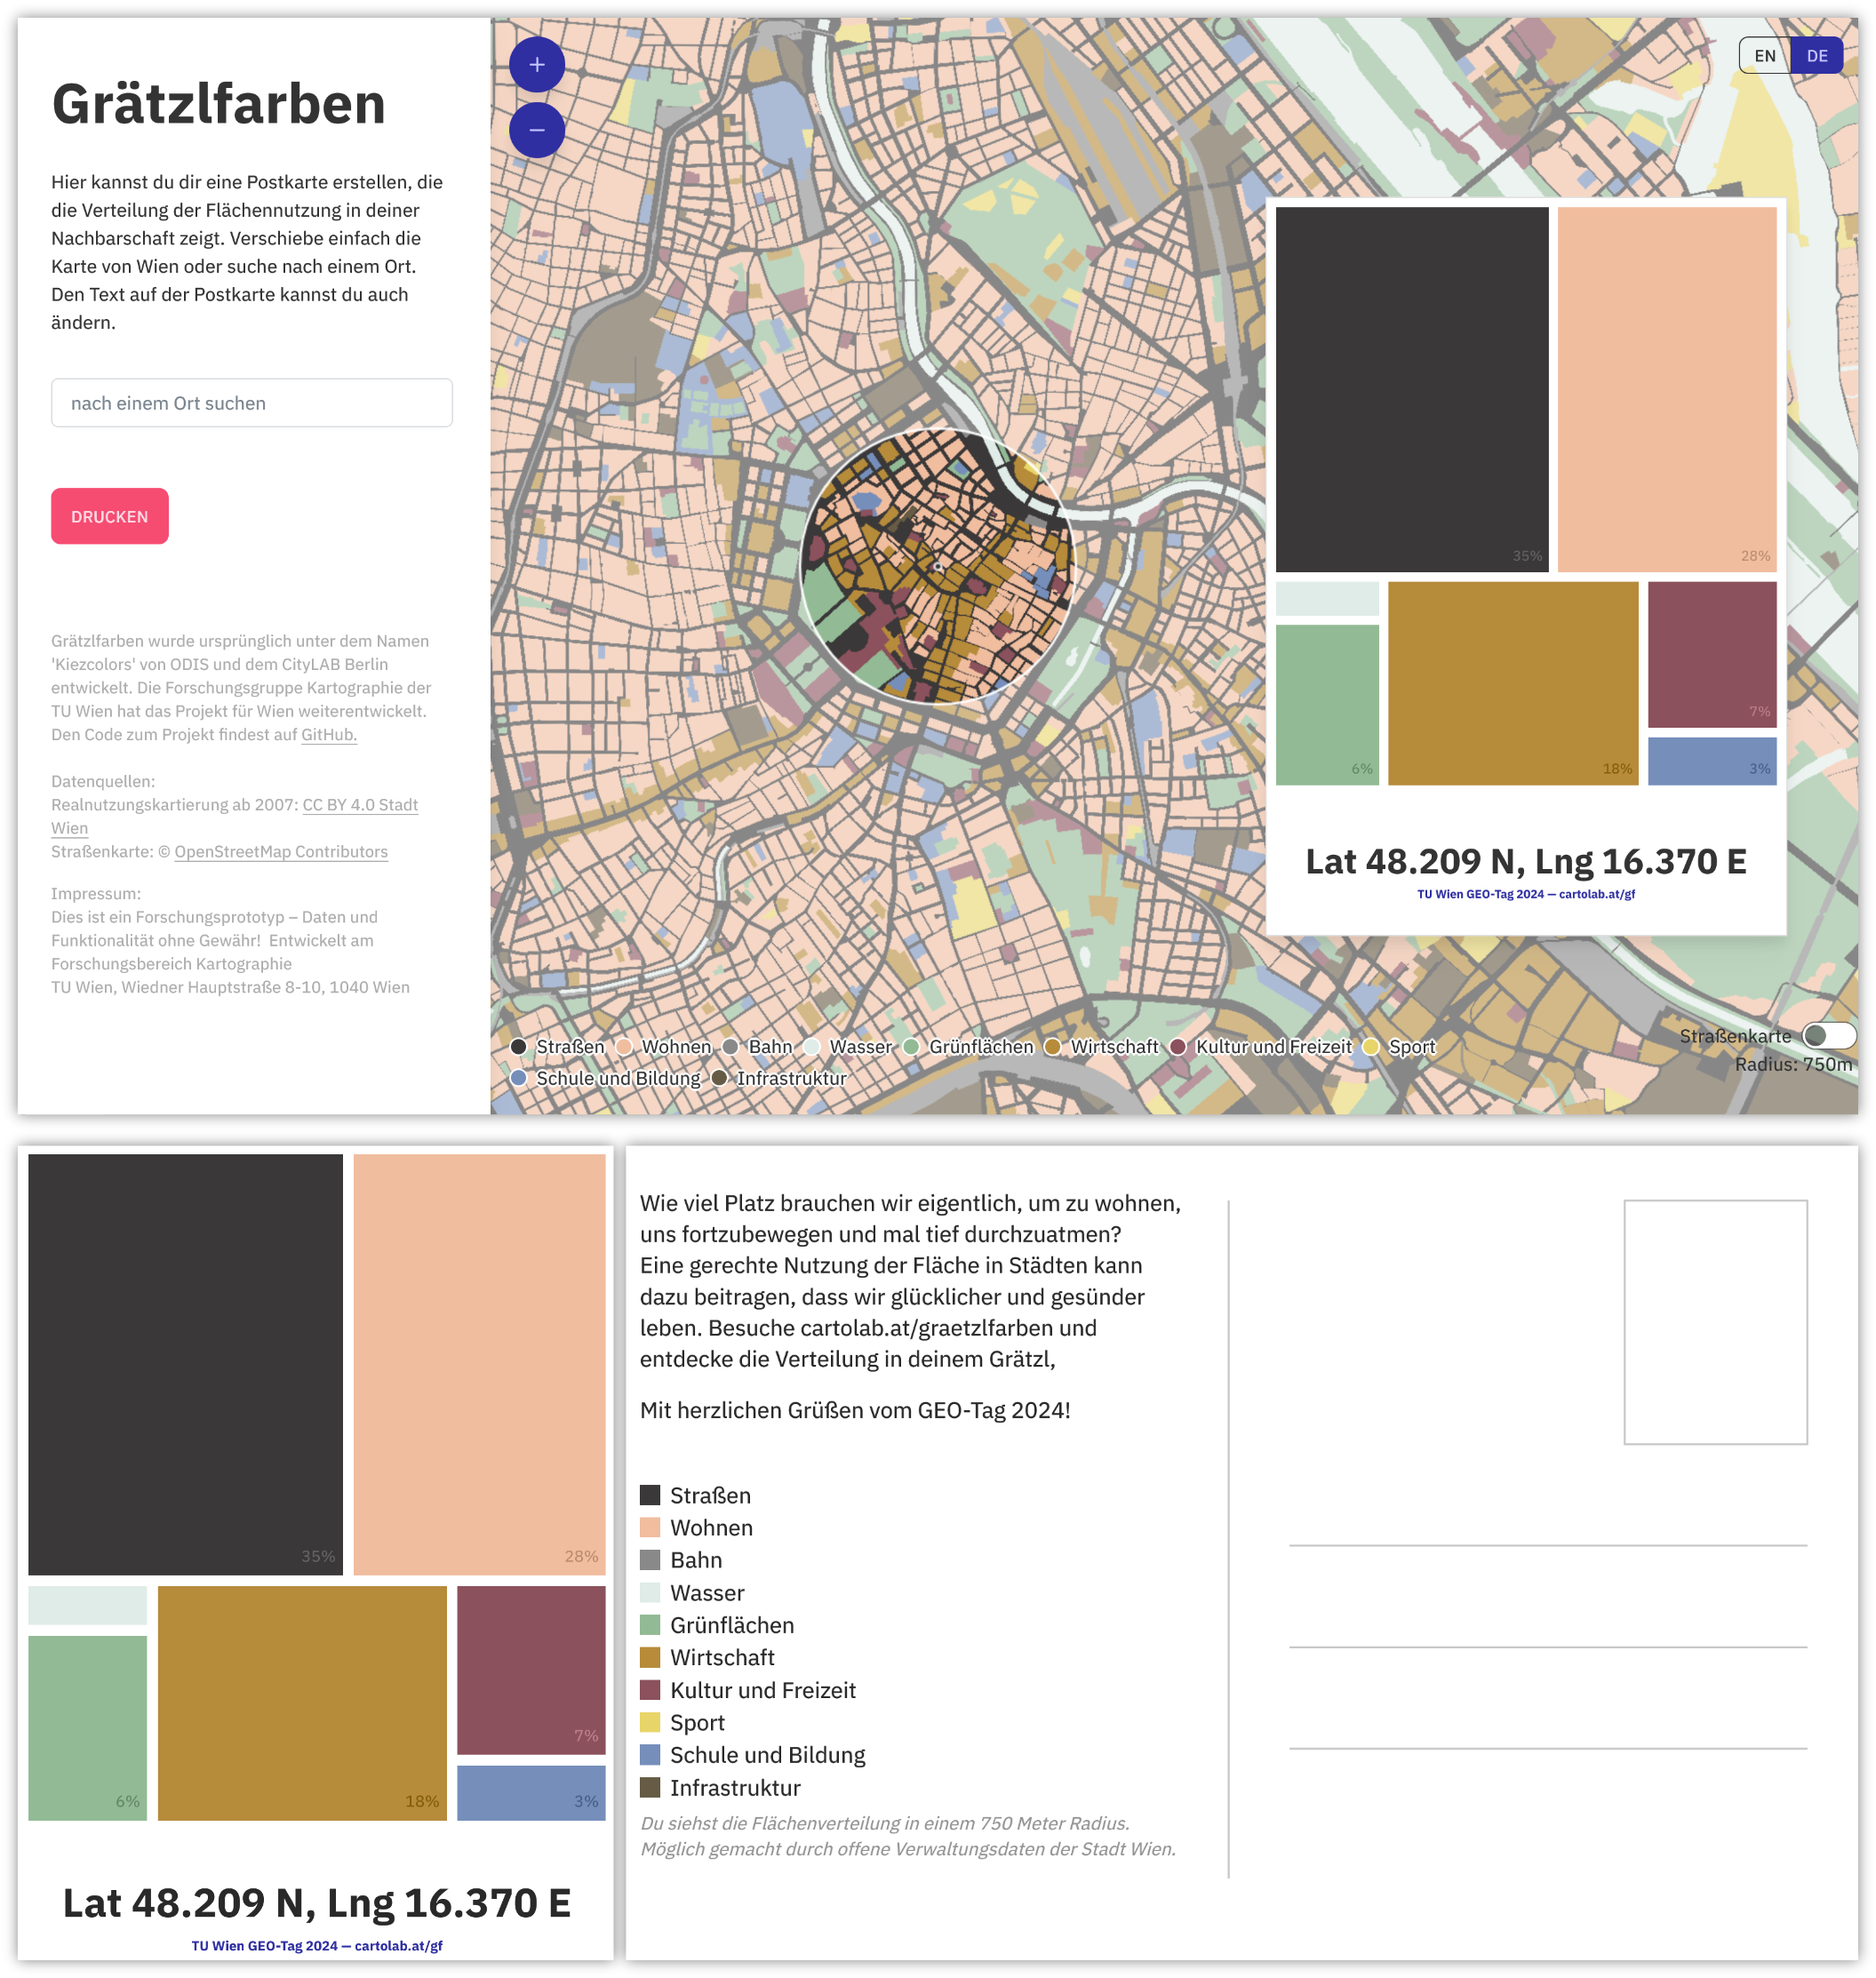 Grätzlfarben
Hier kannst du dir eine Postkarte erstellen, die
die Verteilung der Flächennutzung in deiner
Nachbarschaft zeigt. Verschiebe einfach die
Karte von Wien oder suche nach einem Ort.
Den Text auf der Postkarte kannst du auch
ändern.
nach einem Ort suchen
DRUCKEN
Grätzlfarben wurde ursprünglich unter dem Namen
'Kiezcolors' von ODIS und dem CityLAB Berlin
entwickelt. Die Forschungsgruppe Kartographie der
TU Wien hat das Projekt für Wien weiterentwickelt.
Den Code zum Projekt findest auf GitHub.
Datenquellen:
Realnutzungskartierung ab 2007: CC BY 4.0 Stadt
Wien
Straßenkarte: © OpenStreetMap Contributors
Impressum:
Dies ist ein Forschungsprototyp – Daten und
Funktionalität ohne Gewähr! Entwickelt am
Forschungsbereich Kartographie
TU Wien, Wiedner Hauptstraße 8-10, 1040 Wien
+
−
EN DE
35%
28%
7%
6%
18%
3%
Lat 48.209 N, Lng 16.370 E
TU Wien GEO-Tag 2024 — cartolab.at/gf
Straßen Wohnen Bahn Wasser Grünflächen Wirtschaft Kultur und Freizeit Sport
Schule und Bildung Infrastruktur
Straßenkarte
Radius: 750m
35%
28%
7%
6%
18%
3%
Lat 48.209 N, Lng 16.370 E
TU Wien GEO-Tag 2024 — cartolab.at/gf
Wie viel Platz brauchen wir eigentlich, um zu wohnen,
uns fortzubewegen und mal tief durchzuatmen?
Eine gerechte Nutzung der Fläche in Städten kann
dazu beitragen, dass wir glücklicher und gesünder
leben. Besuche cartolab.at/graetzlfarben und
entdecke die Verteilung in deinem Grätzl,
Mit herzlichen Grüßen vom GEO-Tag 2024!
Straßen
Wohnen
Bahn
Wasser
Grünflächen
Wirtschaft
Kultur und Freizeit
Sport
Schule und Bildung
Infrastruktur
Du siehst die Flächenverteilung in einem 750 Meter Radius.
Möglich gemacht durch offene Verwaltungsdaten der Stadt Wien.